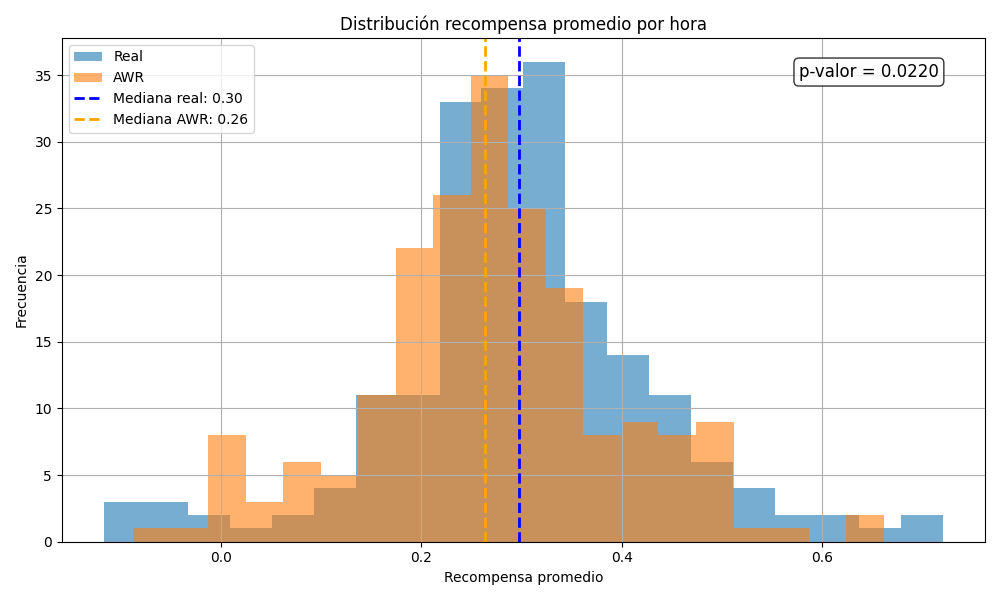 Distribución recompensa promedio por hora
Real
AWR
Mediana real: 0.30
Mediana AWR: 0.26
p-valor = 0.0220
Frecuencia
35
30
25
20
15
10
5
0
0.0
0.2
0.4
0.6
Recompensa promedio